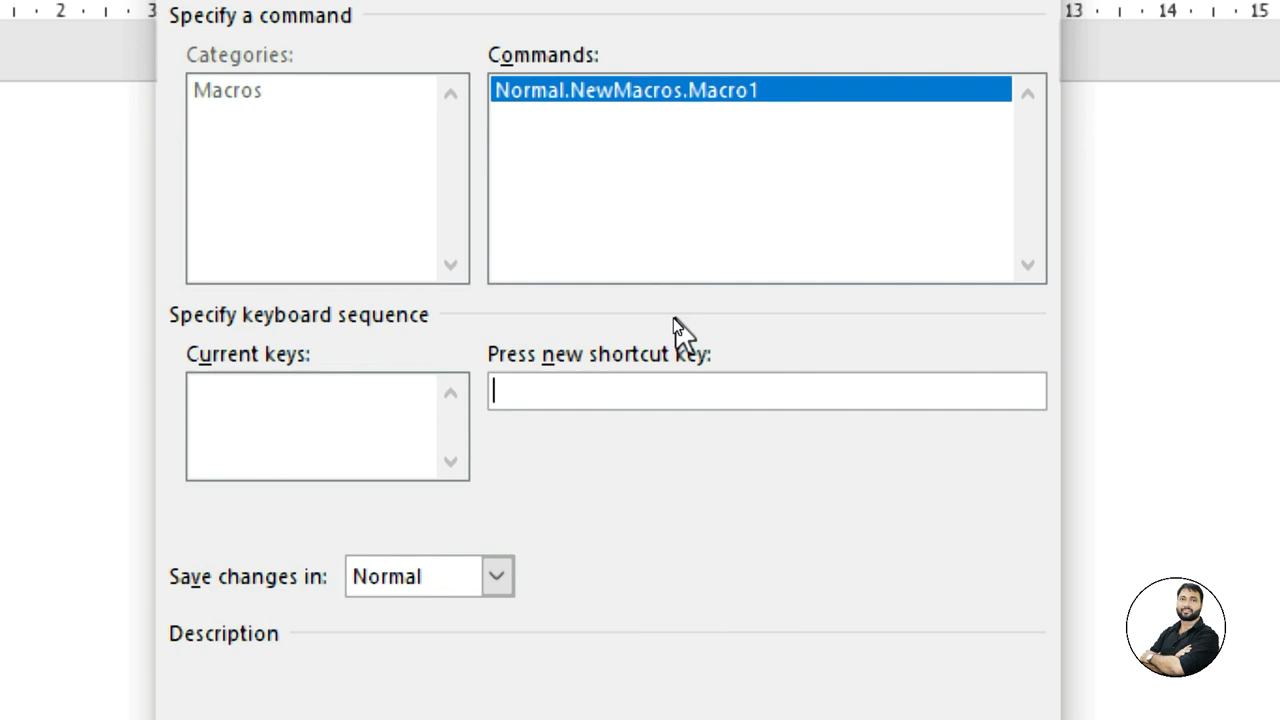 2 3 13 14 15
Specify a command
Categories: Commands:
Macros Normal.NewMacros.Macro1
Specify keyboard sequence
Current keys: Press new shortcut key:
Save changes in: Normal
Description